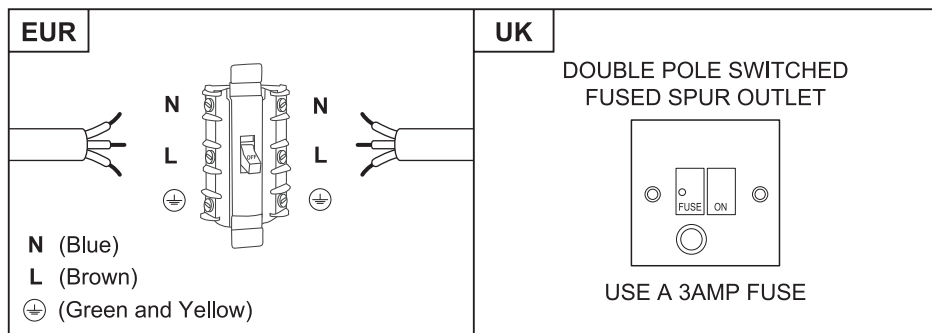 EUR
N N
L OFF L
N (Blue)
L (Brown)
(Green and Yellow)
UK
DOUBLE POLE SWITCHED
FUSED SPUR OUTLET
FUSE ON
USE A 3AMP FUSE